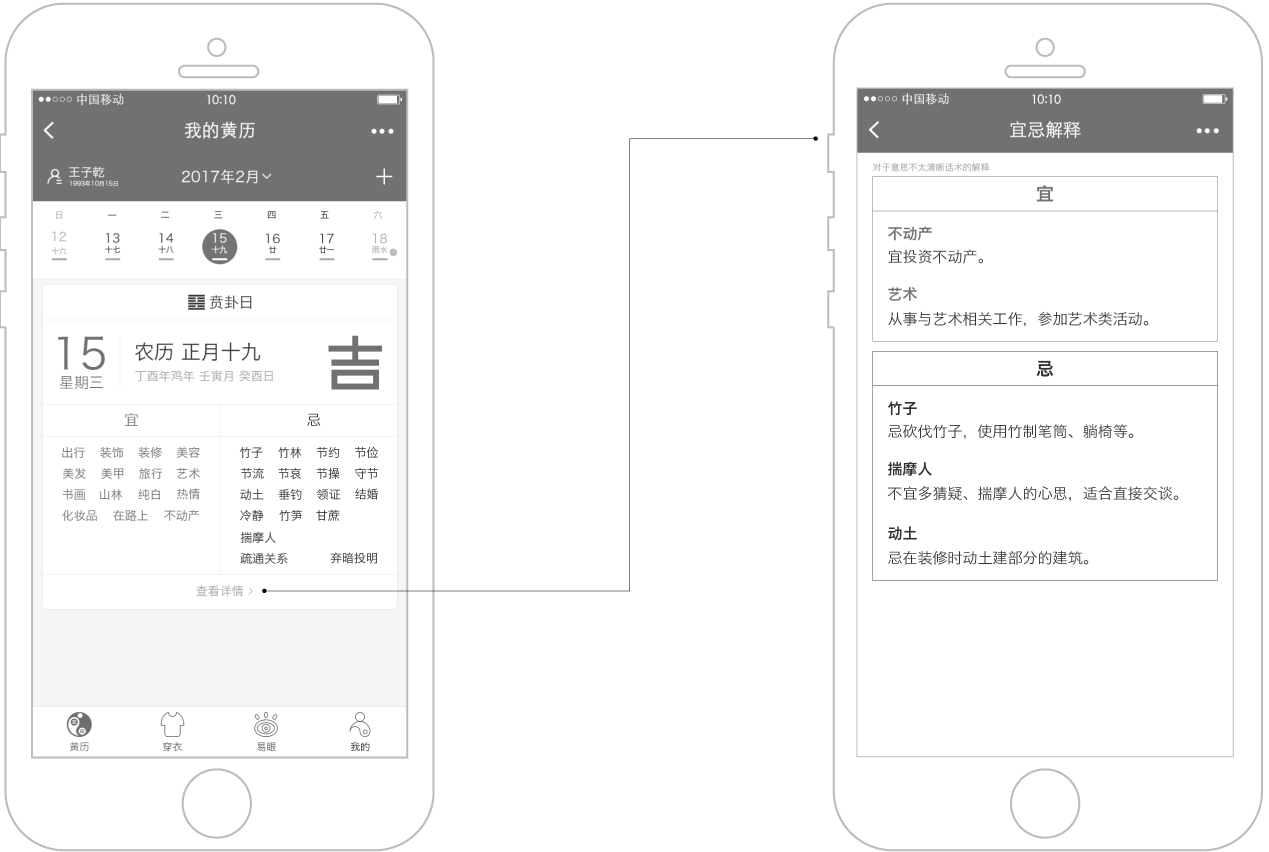 中国移动 10:10
我的黄历
王子乾
1993年10月15日
2017年2月
日 一 二 三 四 五 六
12 13 14 15 16 17 18
十六 十七 十八 十九 廿 廿一 雨水
贲卦日
15
星期三
农历 正月十九
丁酉年鸡年 壬寅月 癸酉日
吉
宜
出行 装饰 装修 美容
美发 美甲 旅行 艺术
书画 山林 纯白 热情
化妆品 在路上 不动产
忌
竹子 竹林 节约 节俭
节流 节哀 节操 守节
动土 垂钓 领证 结婚
冷静 竹笋 甘蔗
揣摩人
疏通关系 弃暗投明
查看详情
黄历 穿衣 易眼 我的
中国移动 10:10
宜忌解释
对于意思不太清晰话术的解释
宜
不动产
宜投资不动产。
艺术
从事与艺术相关工作，参加艺术类活动。
忌
竹子
忌砍伐竹子，使用竹制笔筒、躺椅等。
揣摩人
不宜多猜疑、揣摩人的心思，适合直接交谈。
动土
忌在装修时动土建部分的建筑。